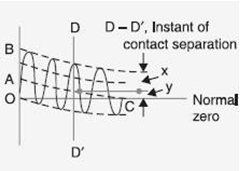 D
D – D′, Instant of
contact separation
B
A
O
x
y
C
Normal
zero
D′